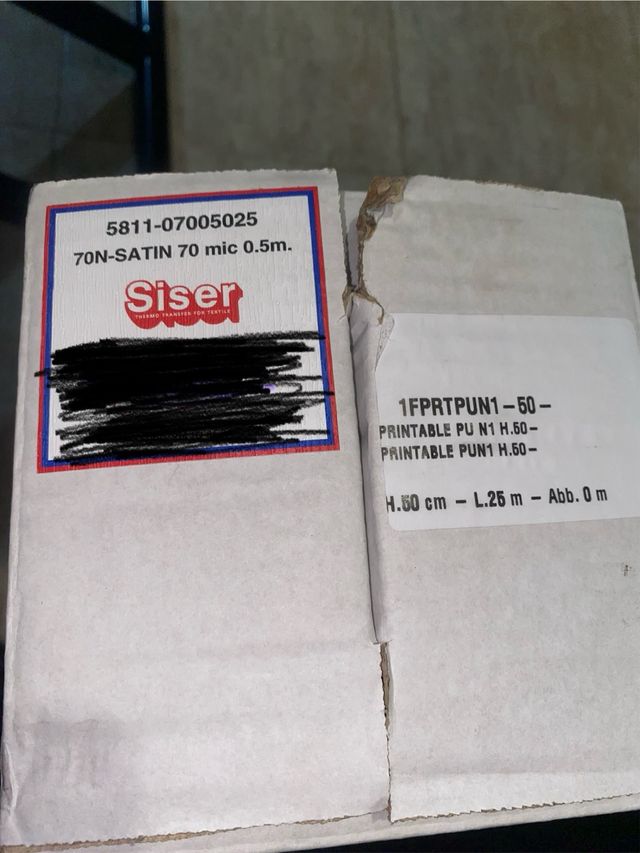 5811-07005025
70N-SATIN 70 mic 0.5m.
Siser
THERMO TRANSFER FOR TEXTILE
1FPRTPUN1-50-
PRINTABLE PU N1 H.50-
PRINTABLE PUN1 H.50-
H.50 cm - L.25 m - Abb. 0 m